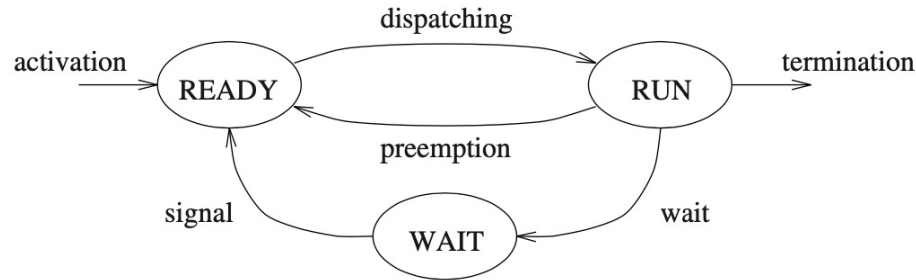 dispatching
activation
termination
READY
RUN
preemption
signal
wait
WAIT